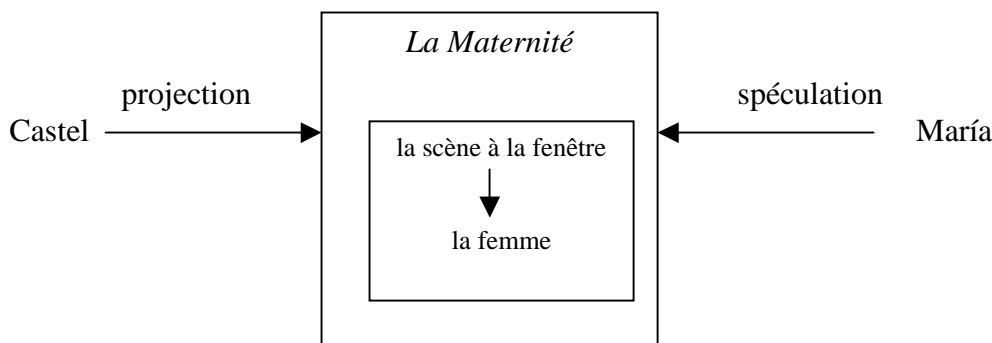 La Maternité
projection
spéculation
Castel
María
la scène à la fenêtre
la femme